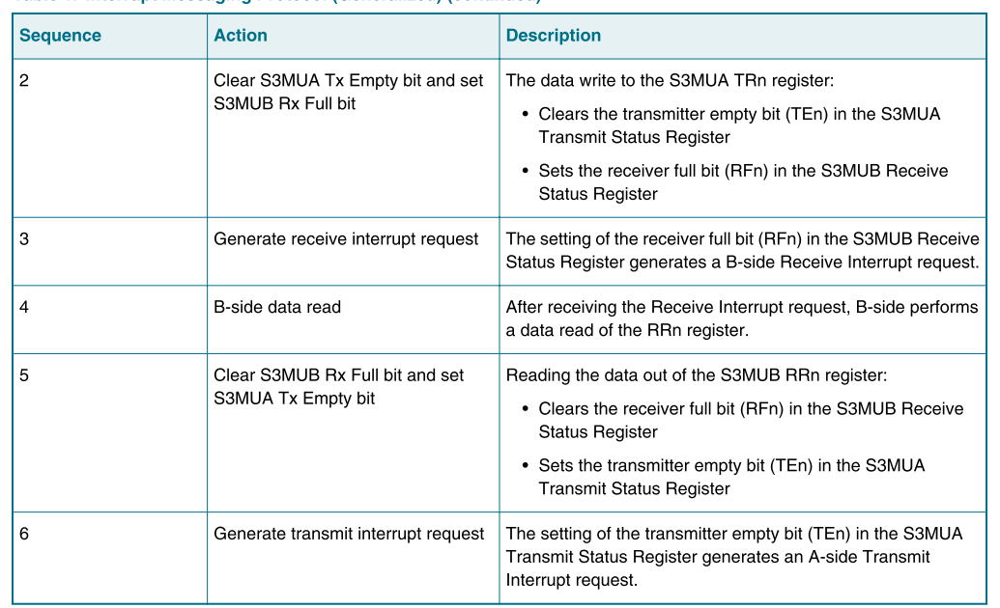 Table 17. Interrupt Messaging Protocol (Generalized) (continued)
Sequence
Action
Description
2
Clear S3MUA Tx Empty bit and set
S3MUB Rx Full bit
The data write to the S3MUA TRn register:
• Clears the transmitter empty bit (TEn) in the S3MUA
Transmit Status Register
• Sets the receiver full bit (RFn) in the S3MUB Receive
Status Register
3
Generate receive interrupt request
The setting of the receiver full bit (RFn) in the S3MUB Receive
Status Register generates a B-side Receive Interrupt request.
4
B-side data read
After receiving the Receive Interrupt request, B-side performs
a data read of the RRn register.
5
Clear S3MUB Rx Full bit and set
S3MUA Tx Empty bit
Reading the data out of the S3MUB RRn register:
• Clears the receiver full bit (RFn) in the S3MUB Receive
Status Register
• Sets the transmitter empty bit (TEn) in the S3MUA
Transmit Status Register
6
Generate transmit interrupt request
The setting of the transmitter empty bit (TEn) in the S3MUA
Transmit Status Register generates an A-side Transmit
Interrupt request.